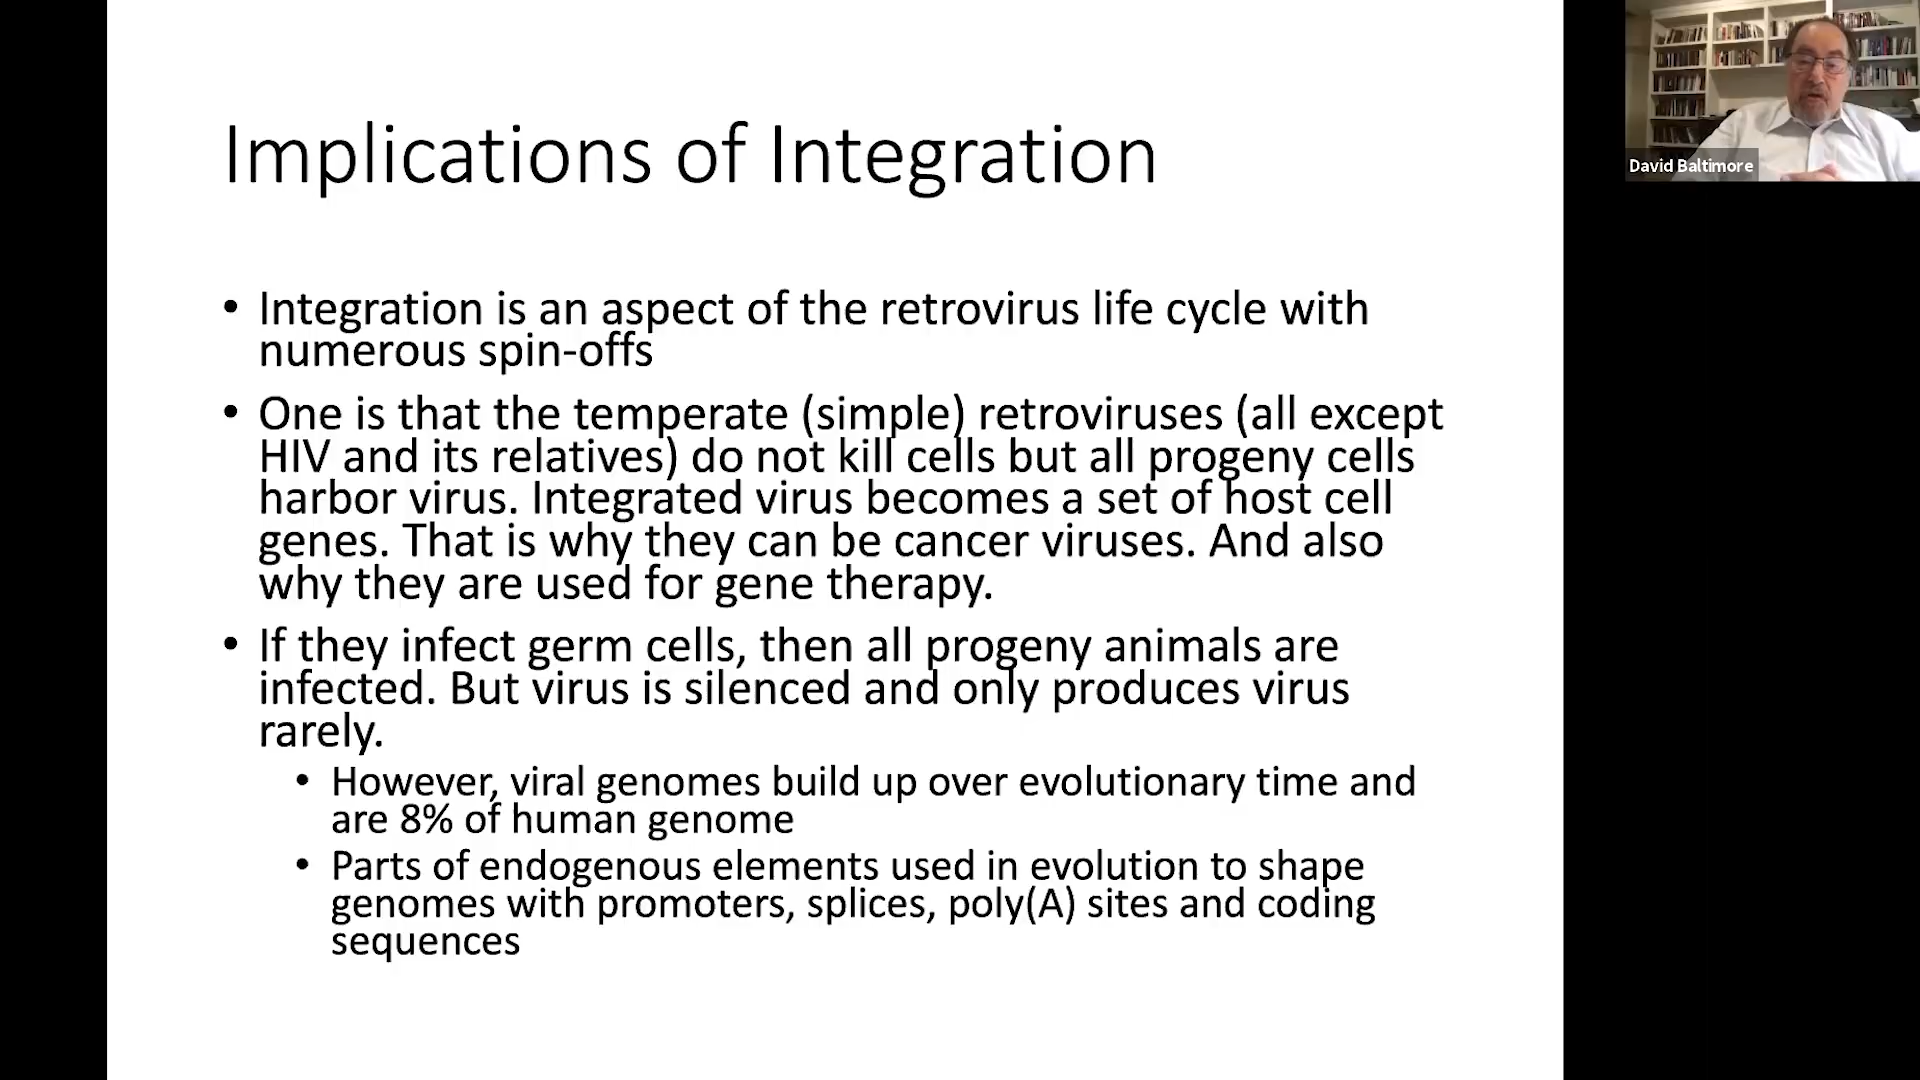 Implications of Integration
• Integration is an aspect of the retrovirus life cycle with
numerous spin-offs
• One is that the temperate (simple) retroviruses (all except
HIV and its relatives) do not kill cells but all progeny cells
harbor virus. Integrated virus becomes a set of host cell
genes. That is why they can be cancer viruses. And also
why they are used for gene therapy.
• If they infect germ cells, then all progeny animals are
infected. But virus is silenced and only produces virus
rarely.
• However, viral genomes build up over evolutionary time and
are 8% of human genome
• Parts of endogenous elements used in evolution to shape
genomes with promoters, splices, poly(A) sites and coding
sequences
David Baltimore